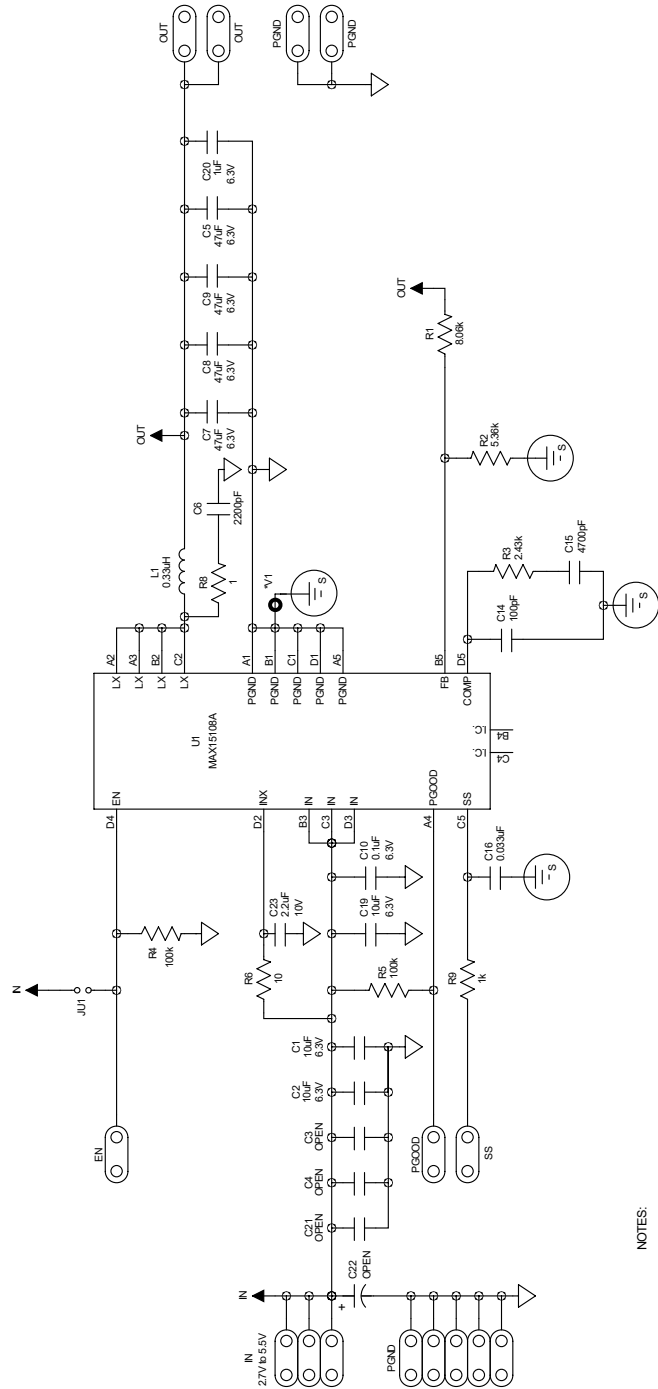 IN
2.7V to 5.5V
IN
+
C22
OPEN
PGND
C21
OPEN
C4
OPEN
C3
OPEN
C2
10uF
6.3V
C1
10uF
6.3V
EN
JU1
IN
R4
100k
R6
10
C23
2.2uF
10V
R5
100k
C19
10uF
6.3V
C10
0.1uF
6.3V
PGOOD
SS
R9
1k
C16
0.033uF
S
D4
D2
B3
C3
D3
A4
C5
EN
INX
IN
IN
IN
PGOOD
SS
U1
MAX15108A
I.C.
I.C.
C4
B4
LX
LX
LX
LX
PGND
PGND
PGND
PGND
PGND
FB
COMP
A2
A3
B2
C2
A1
B1
C1
D1
A5
B5
D5
L1
0.33uH
R8
1
C6
2200pF
*V1
S
OUT
C7
47uF
6.3V
C8
47uF
6.3V
C9
47uF
6.3V
C5
47uF
6.3V
C20
1uF
6.3V
OUT
OUT
PGND
PGND
C14
100pF
R3
2.43k
C15
4700pF
S
R2
5.36k
S
R1
8.06k
OUT
NOTES: